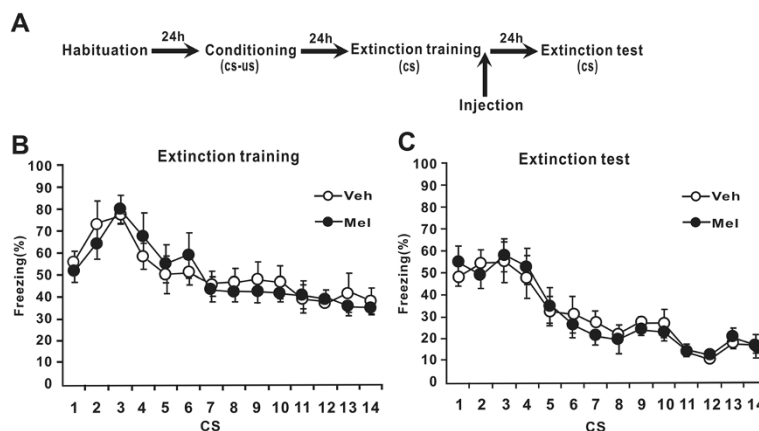 A
Habituation 24h Conditioning 24h Extinction training 24h Extinction test
(cs-us) (cs) (cs)
Injection
B
Extinction training
Veh
Mel
Freezing(%)
100
90
80
70
60
50
40
30
20
10
0
1 2 3 4 5 6 7 8 9 10 11 12 13 14
CS
C
Extinction test
Veh
Mel
Freezing(%)
100
90
80
70
60
50
40
30
20
10
0
1 2 3 4 5 6 7 8 9 10 11 12 13 14
CS